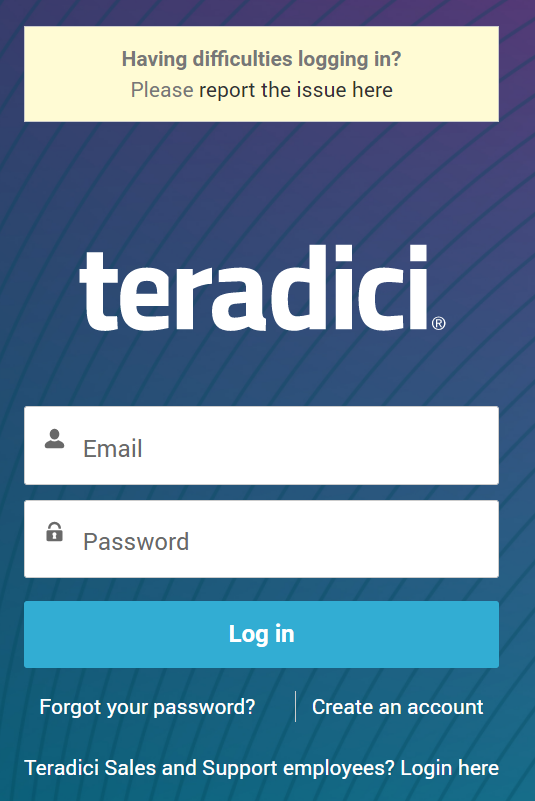 Having difficulties logging in?
Please report the issue here
teradici®
Email
Password
Log in
Forgot your password? Create an account
Teradici Sales and Support employees? Login here